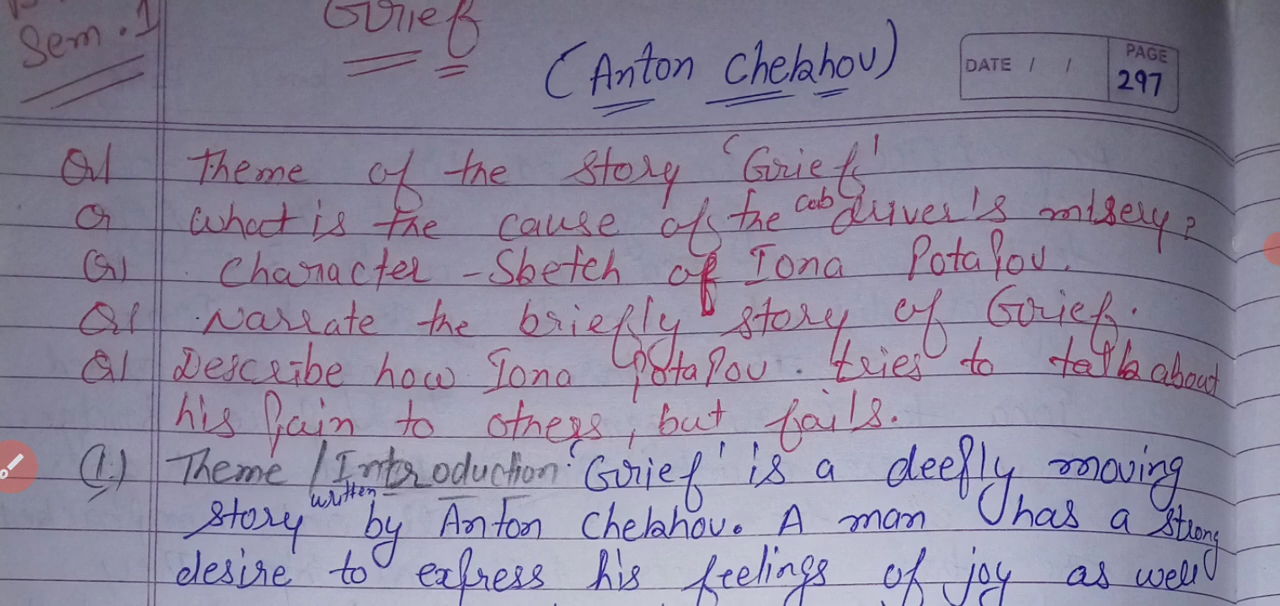 Sem. 1
Grief
(Anton Chekhov)
DATE / /
PAGE
297
Q1 Theme of the story 'Grief'
Q What is the cause of the cab driver's misery?
Q1 Character-Sketch of Iona Potapov.
Q1 Narrate the briefly story of Grief.
Q1 Describe how Iona Potapov. tries to talk about
his pain to others, but fails.
(1.) Theme/Introduction: 'Grief' is a deeply moving
story written by Anton Chekhov. A man has a strong
desire to express his feelings of joy as well